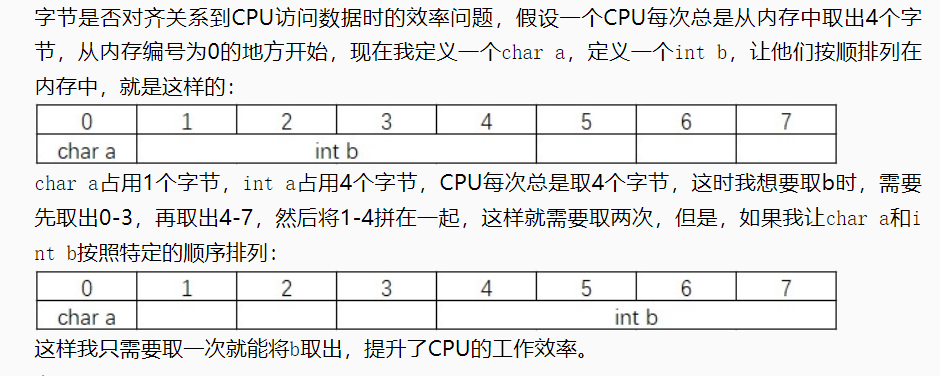 字节是否对齐关系到CPU访问数据时的效率问题，假设一个CPU每次总是从内存中取出4个字
节，从内存编号为0的地方开始，现在我定义一个char a，定义一个int b，让他们按顺排列在
内存中，就是这样的：
0 1 2 3 4 5 6 7
char a int b
char a占用1个字节，int a占用4个字节，CPU每次总是取4个字节，这时我想要取b时，需要
先取出0-3，再取出4-7，然后将1-4拼在一起，这样就需要取两次，但是，如果我让char a和i
nt b按照特定的顺序排列：
0 1 2 3 4 5 6 7
char a int b
这样我只需要取一次就能将b取出，提升了CPU的工作效率。